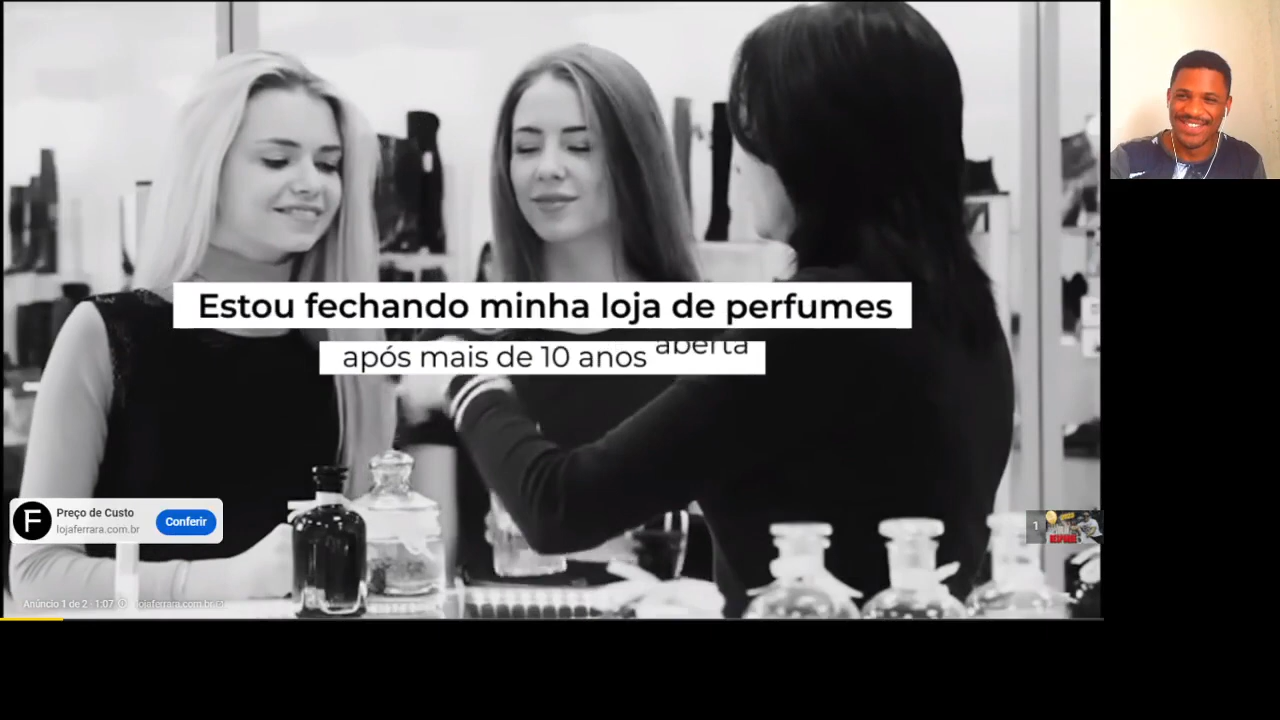 Estou fechando minha loja de perfumes
após mais de 10 anos aberta
Preço de Custo
lojaferrara.com.br
Conferir
1
Anúncio 1 de 2 · 1:07
lojaferrara.com.br